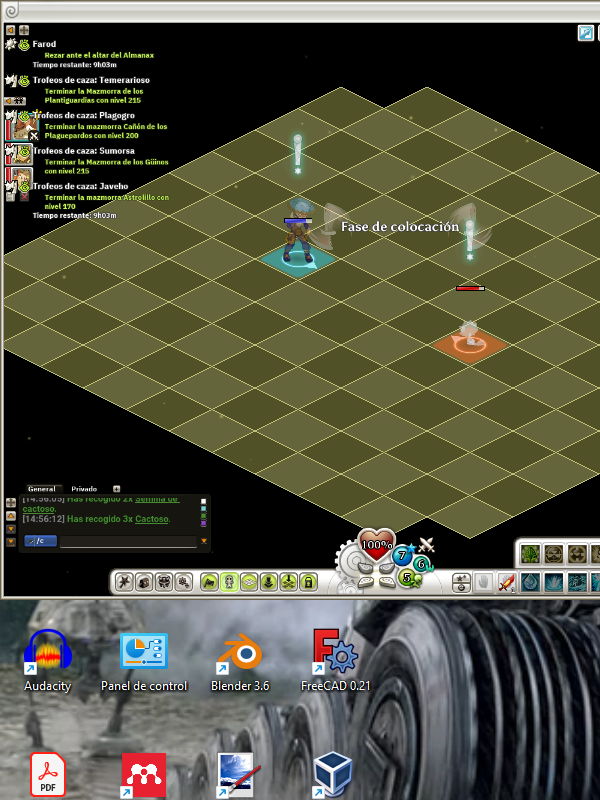 Farod
Rezar ante el altar del Almanax
Tiempo restante: 9h03m
Trofeos de caza: Temerarioso
Terminar la Mazmorra de los
Plantiguardias con nivel 215
Trofeos de caza: Plagogro
Terminar la mazmorra Cañón de los
Plaguepardos con nivel 200
Trofeos de caza: Sumorsa
Terminar la Mazmorra de los Güinos
con nivel 215
Trofeos de caza: Javeho
Terminar la mazmorra Astrolillo con
nivel 170
Tiempo restante: 9h03m
Fase de colocación
General Privado
[14:56:05] Has recogido 2x Semilla de
cactoso.
[14:56:12] Has recogido 3x Cactoso.
/c
100%
7
6
5
Audacity
Panel de control
Blender 3.6
FreeCAD 0.21
PDF